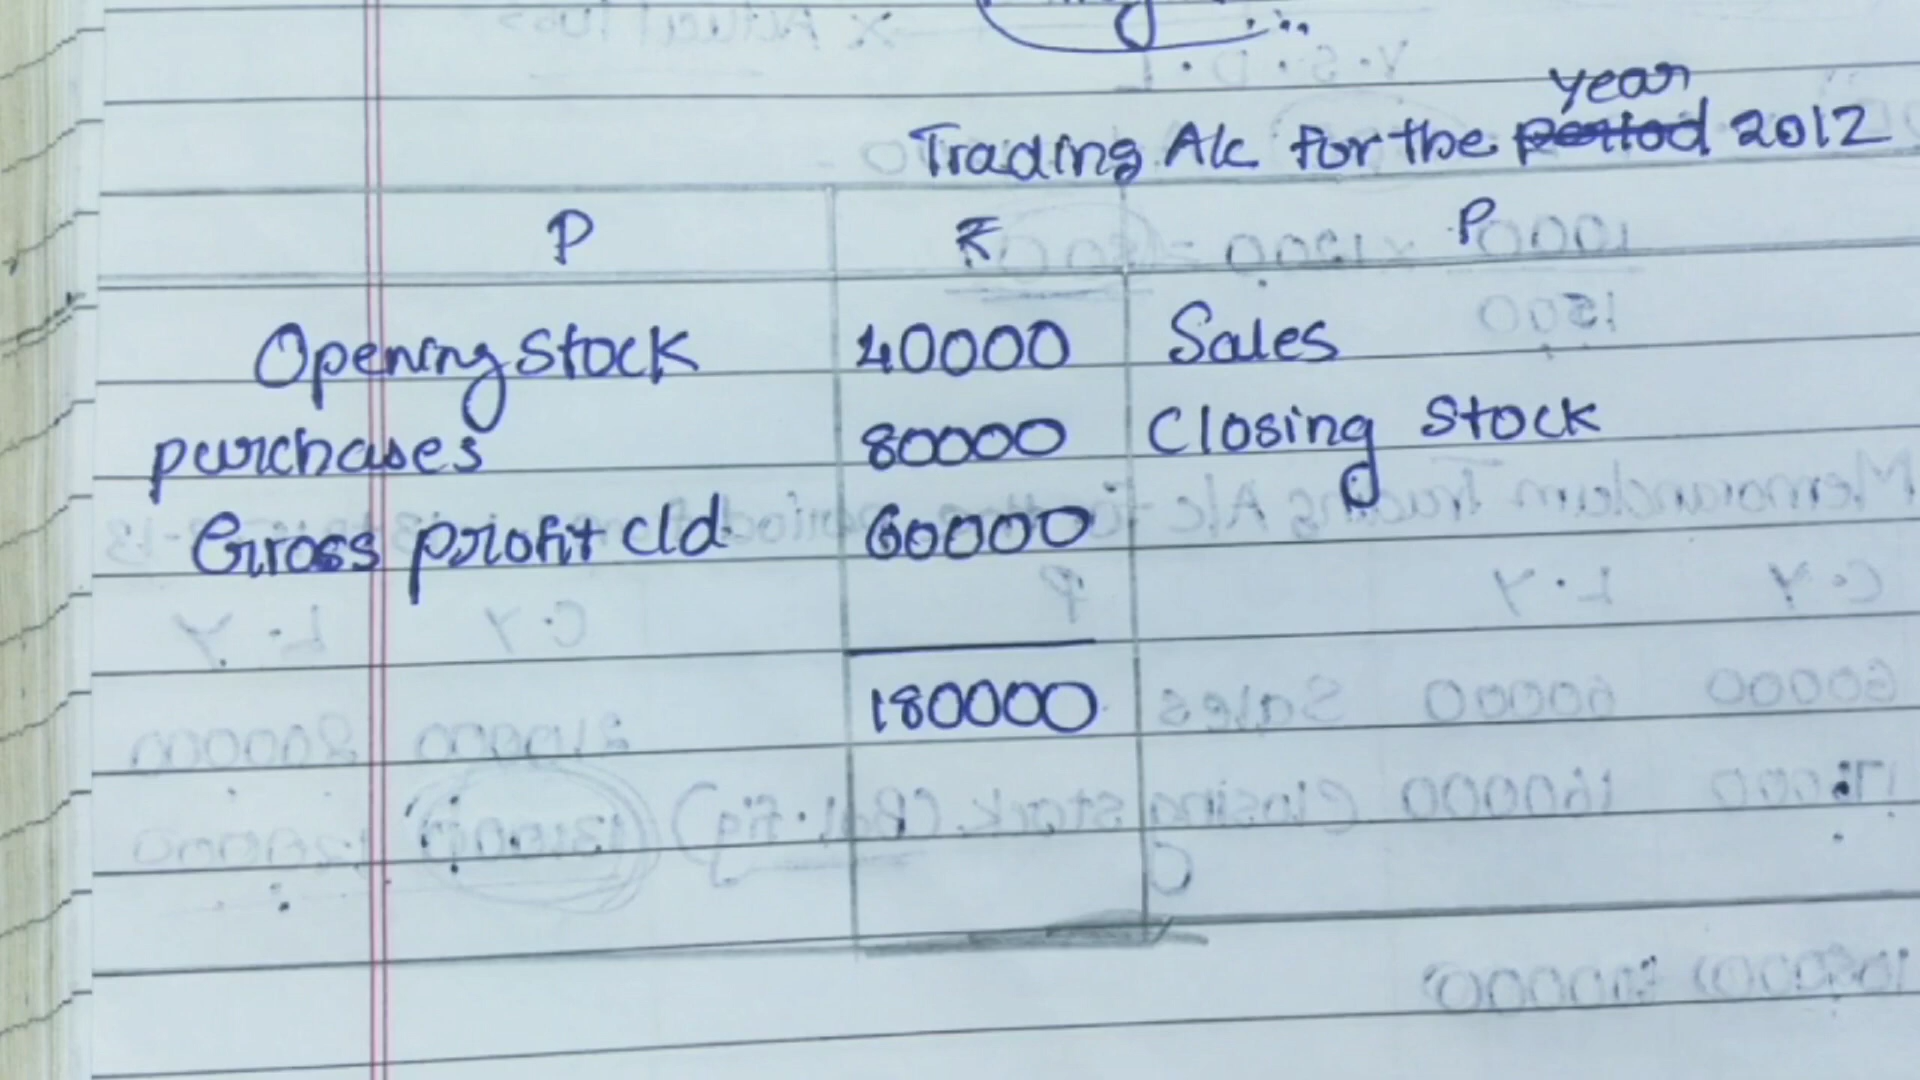 year
Trading A/c for the period 2012
P ₹ P
Opening stock 40000 Sales
purchases 80000 Closing Stock
Gross profit c/d 60000
180000